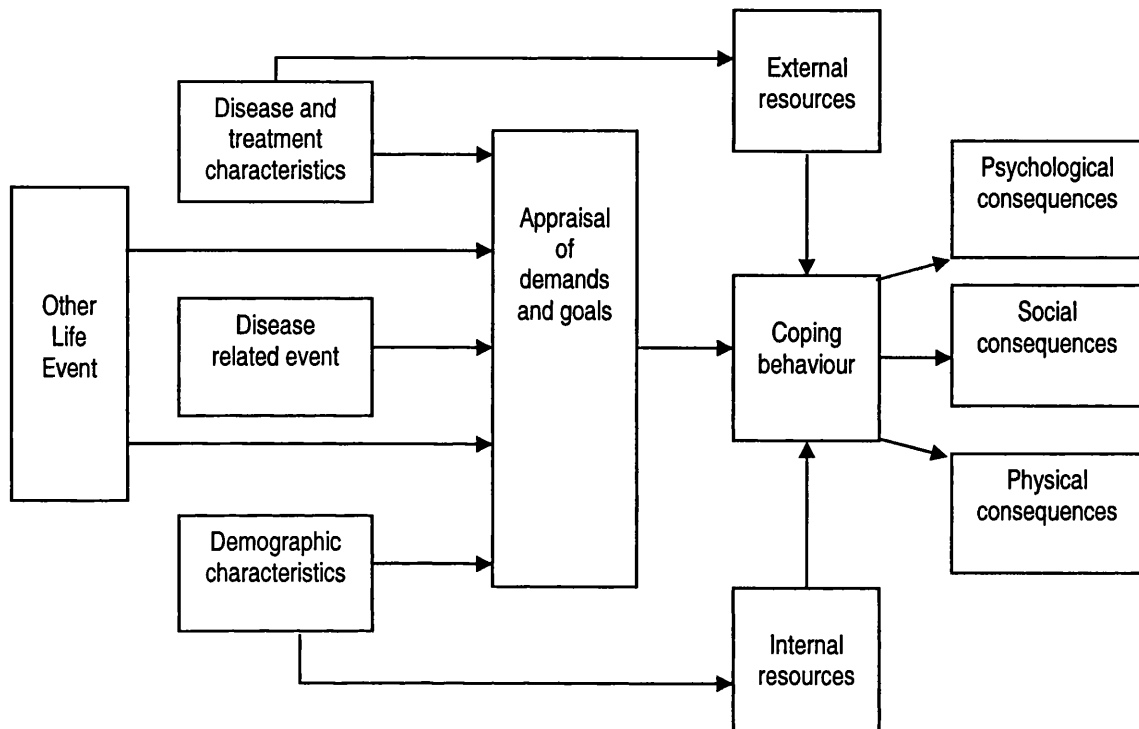 External
resources
Disease and
treatment
characteristics
Psychological
consequences
Appraisal
of
demands
and goals
Other
Life
Event
Disease
related event
Coping
behaviour
Social
consequences
Physical
consequences
Demographic
characteristics
Internal
resources